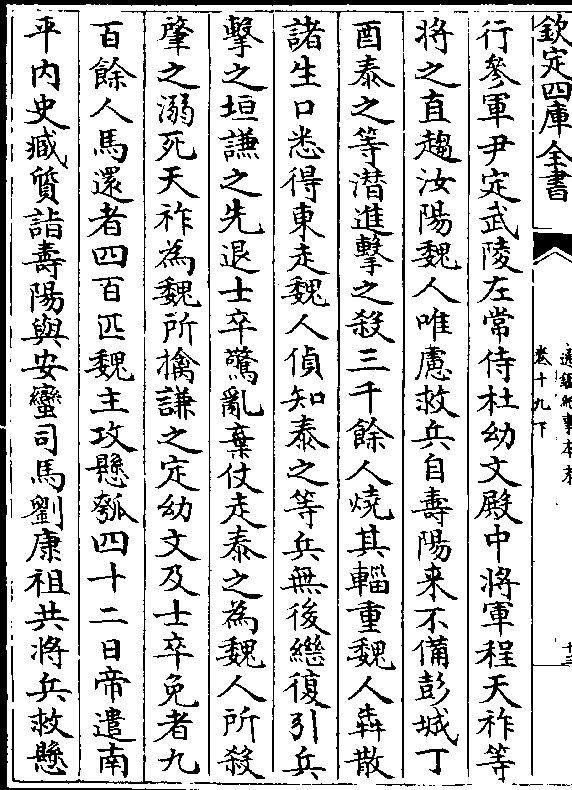 欽定四庫全書
通鑑紀事本末
卷十九下
十三
行參軍尹定武陵左常侍杜幼文殿中將軍程天祚等
將之直趨汝陽魏人唯慮救兵自壽陽来不備彭城丁
酉泰之等潜進擊之殺三千餘人燒其輜重魏人犇散
諸生口悉得東走魏人偵知泰之等兵無後繼復引兵
擊之垣謙之先退士卒驚亂棄仗走泰之為魏人所殺
肇之溺死天祚為魏所擒謙之定幼文及士卒免者九
百餘人馬還者四百匹魏主攻懸瓠四十二日帝遣南
平内史臧質詣壽陽與安蠻司馬劉康祖共將兵救懸